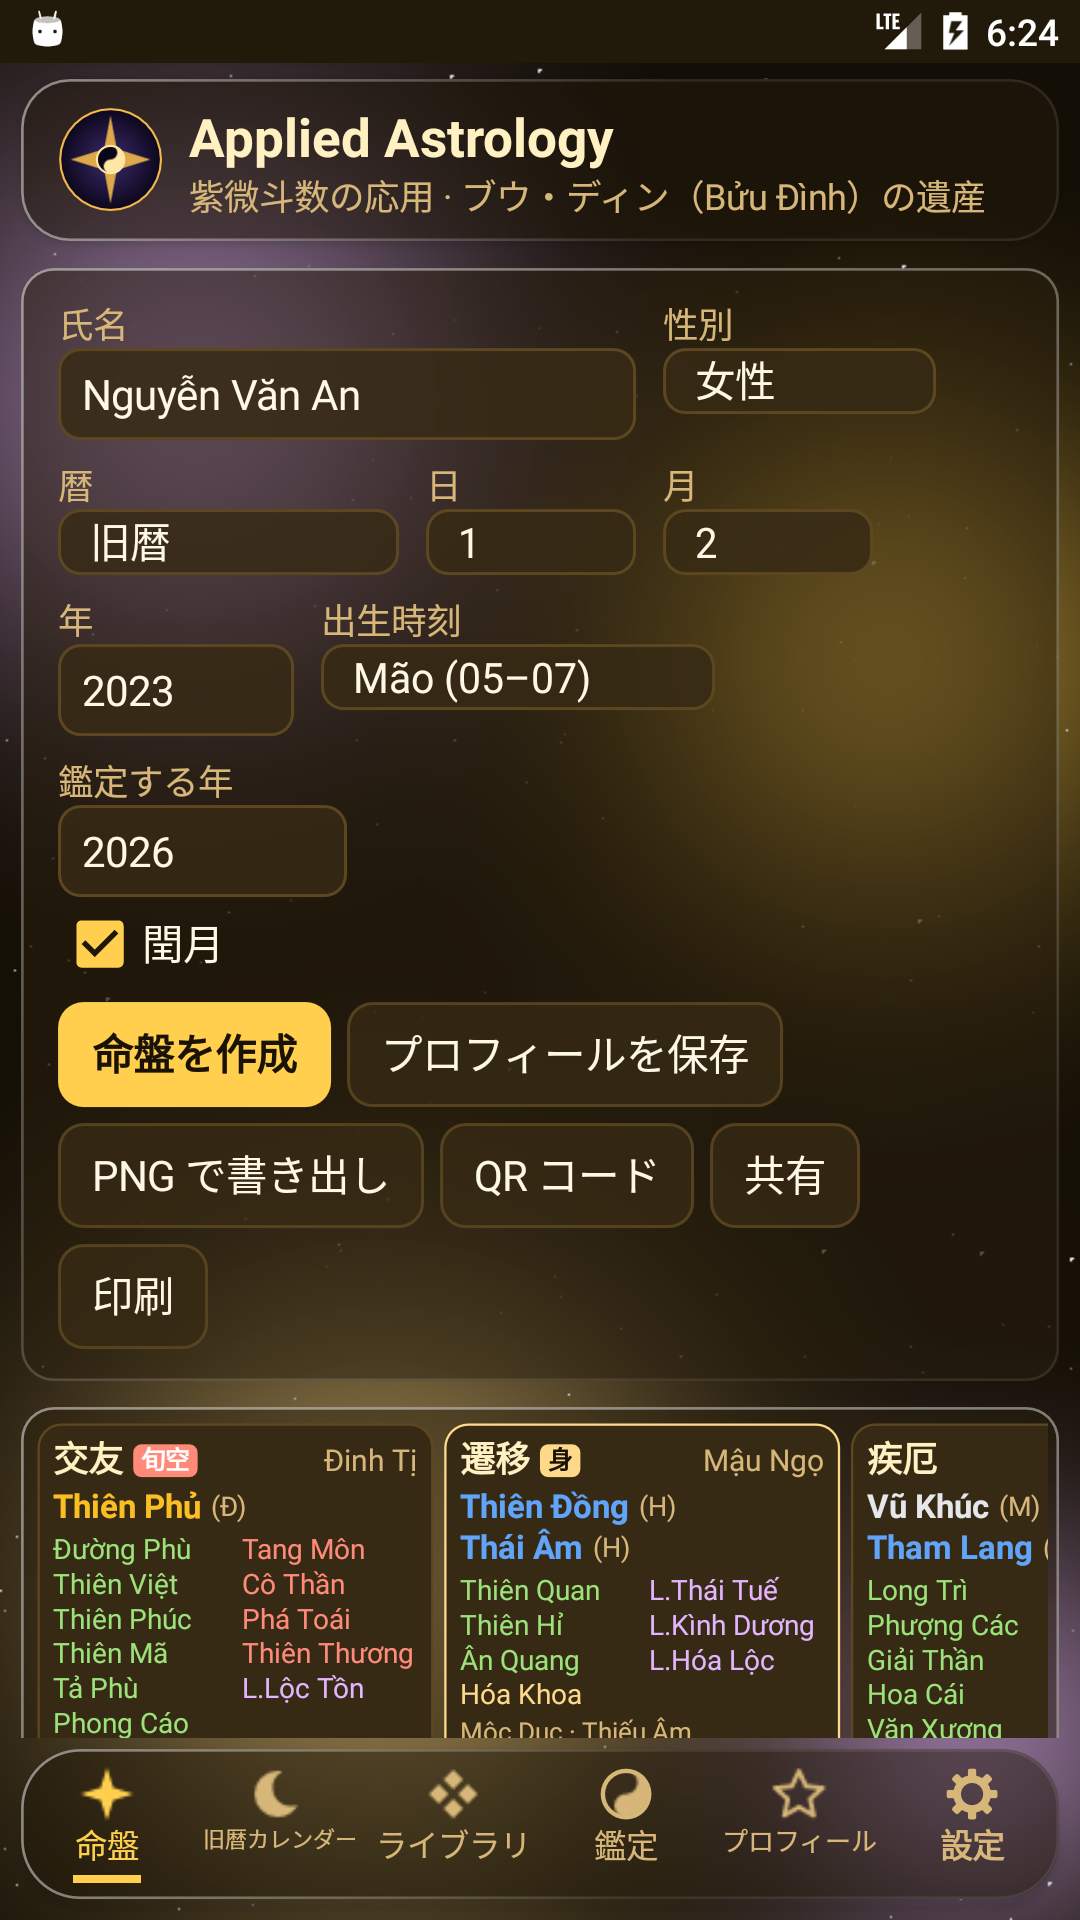 LTE 6:24
Applied Astrology
紫微斗数の応用 · ブウ・ディン（Bửu Đình）の遺産
氏名 性別
Nguyễn Văn An 女性
暦 日 月
旧暦 1 2
年 出生時刻
2023 Mão (05–07)
鑑定する年
2026
閏月
命盤を作成 プロフィールを保存
PNG で書き出し QR コード 共有
印刷
交友 旬空 Đinh Tị
Thiên Phủ (Đ)
Đường Phù Tang Môn
Thiên Việt Cô Thần
Thiên Phúc Phá Toái
Thiên Mã Thiên Thương
Tả Phù L.Lộc Tồn
Phong Cáo
遷移 身 Mậu Ngọ
Thiên Đồng (H)
Thái Âm (H)
Thiên Quan L.Thái Tuế
Thiên Hỉ L.Kình Dương
Ân Quang L.Hóa Lộc
Hóa Khoa
Mộc Dục · Thiếu Âm
疾厄
Vũ Khúc (M)
Tham Lang (
Long Trì
Phượng Các
Giải Thần
Hoa Cái
Văn Xương
命盤 旧暦カレンダー ライブラリ 鑑定 プロフィール 設定